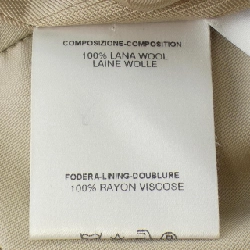 COMPOSIZIONE-COMPOSITION
100% LANA WOOL
LAINE WOLLE
FODERA-LINING-DOUBLURE
100% RAYON VISCOSE